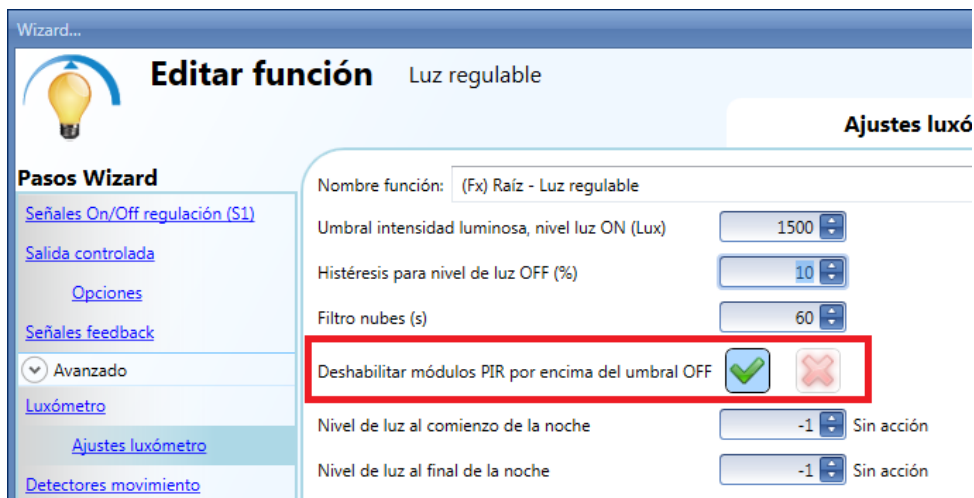 Wizard...
Editar función Luz regulable
Ajustes luxó
Pasos Wizard
Señales On/Off regulación (S1)
Salida controlada
Opciones
Señales feedback
Avanzado
Luxómetro
Ajustes luxómetro
Detectores movimiento
Nombre función: (Fx) Raíz - Luz regulable
Umbral intensidad luminosa, nivel luz ON (Lux) 1500
Histéresis para nivel de luz OFF (%) 10
Filtro nubes (s) 60
Deshabilitar módulos PIR por encima del umbral OFF
Nivel de luz al comienzo de la noche -1 Sin acción
Nivel de luz al final de la noche -1 Sin acción